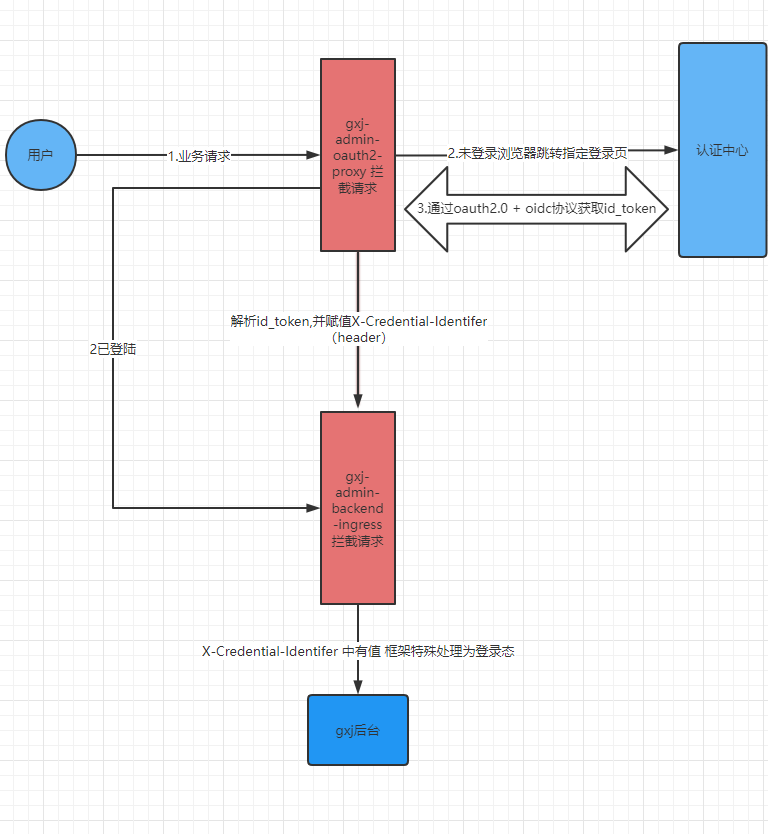 gxj-
admin-
oauth2-
proxy 拦
截请求
用户
1.业务请求
2.未登录浏览器跳转指定登录页
认证中心
3.通过oauth2.0 + oidc协议获取id_token
解析id_token,并赋值X-Credential-Identifer
（header）
2已登陆
gxj-
admin-
backend
-ingress
拦截请求
X-Credential-Identifer 中有值 框架特殊处理为登录态
gxj后台